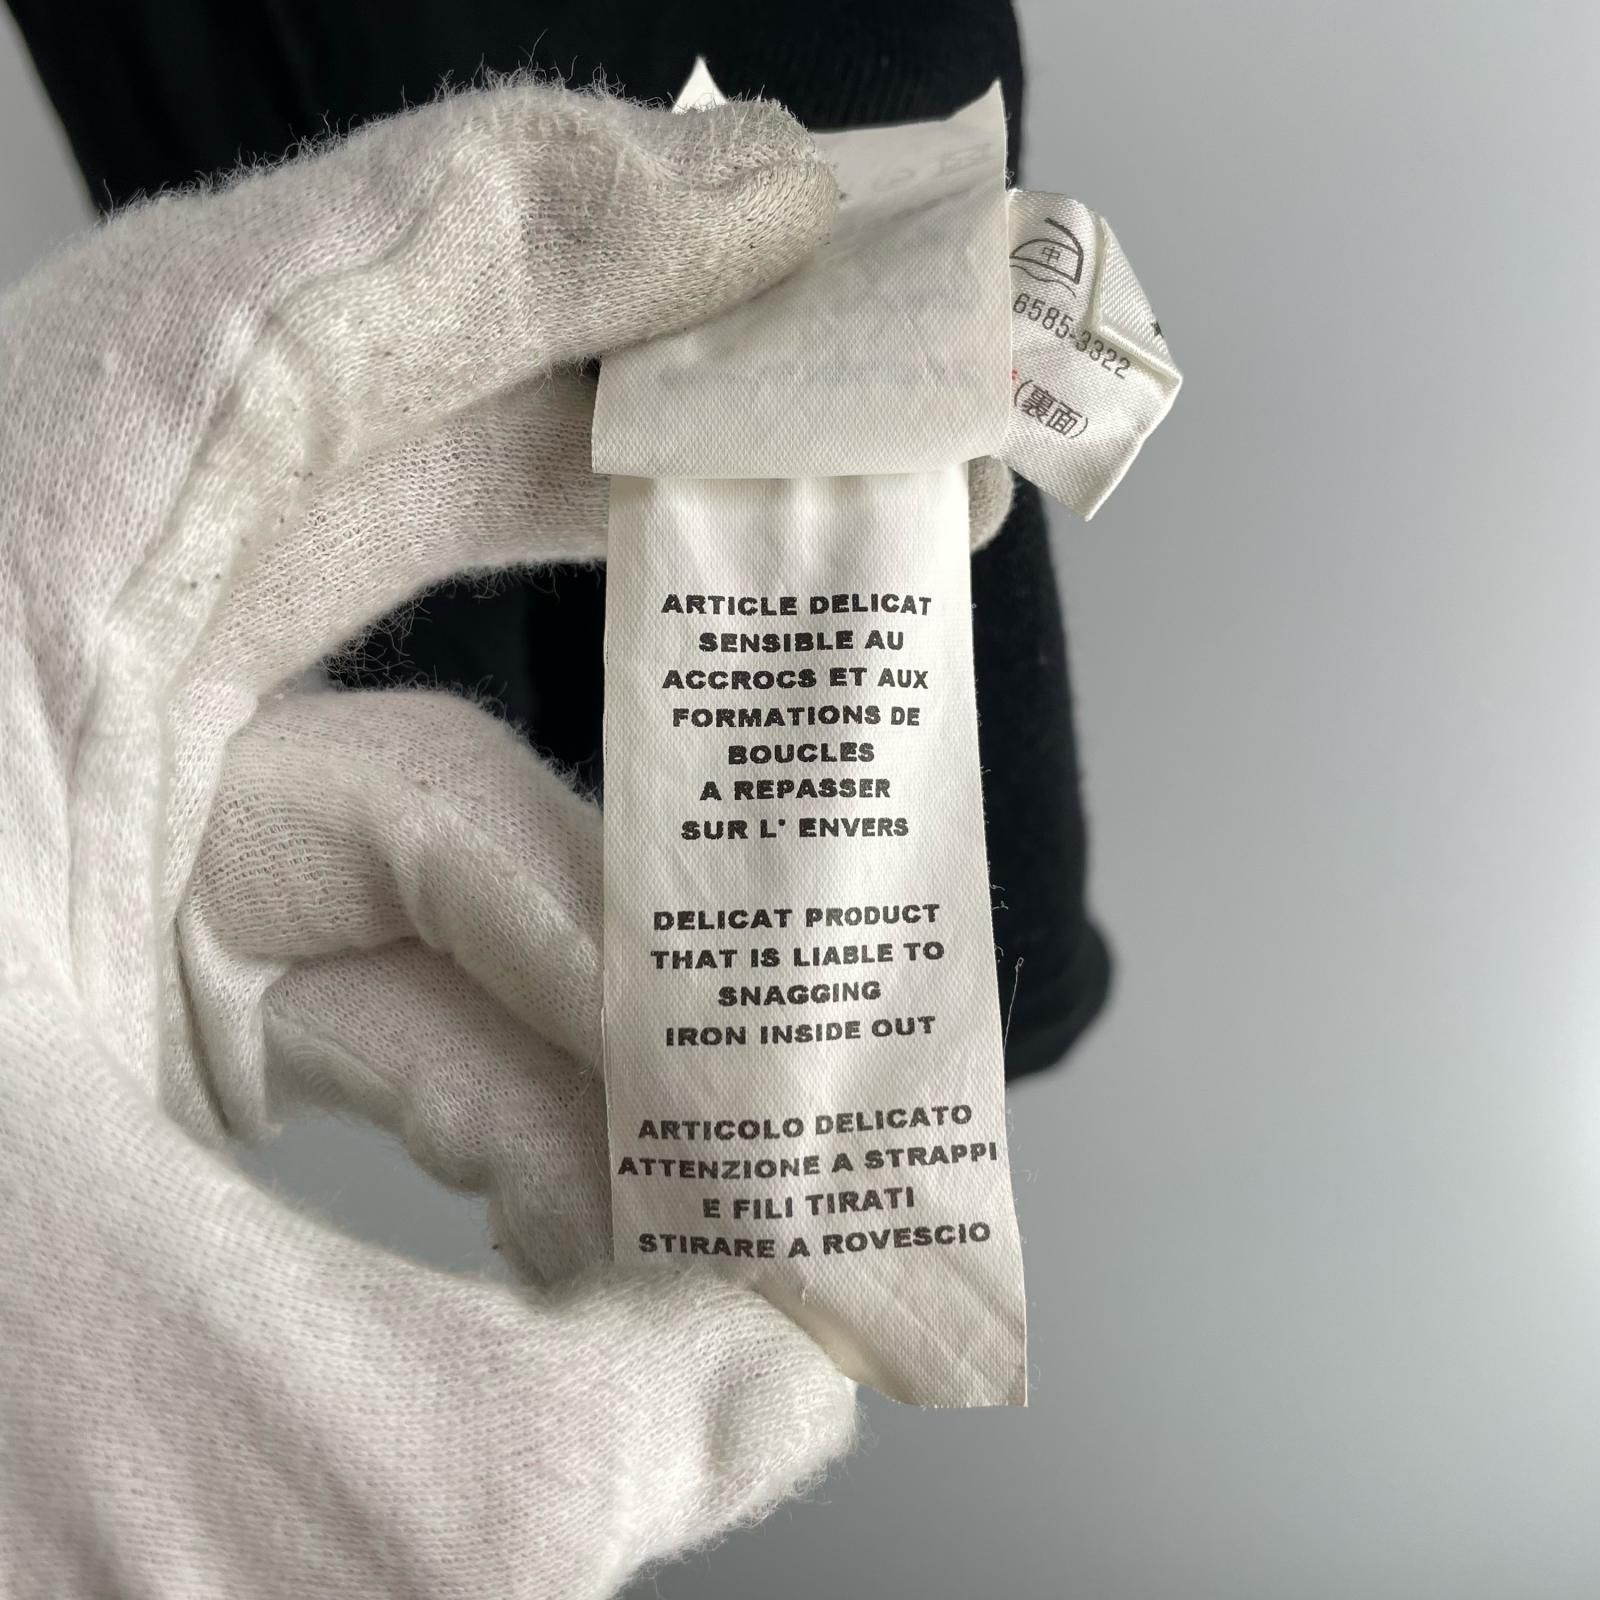 中
6585-3322
(裏面)
ARTICLE DELICAT
SENSIBLE AU
ACCROCS ET AUX
FORMATIONS DE
BOUCLES
A REPASSER
SUR L' ENVERS
DELICAT PRODUCT
THAT IS LIABLE TO
SNAGGING
IRON INSIDE OUT
ARTICOLO DELICATO
ATTENZIONE A STRAPPI
E FILI TIRATI
STIRARE A ROVESCIO